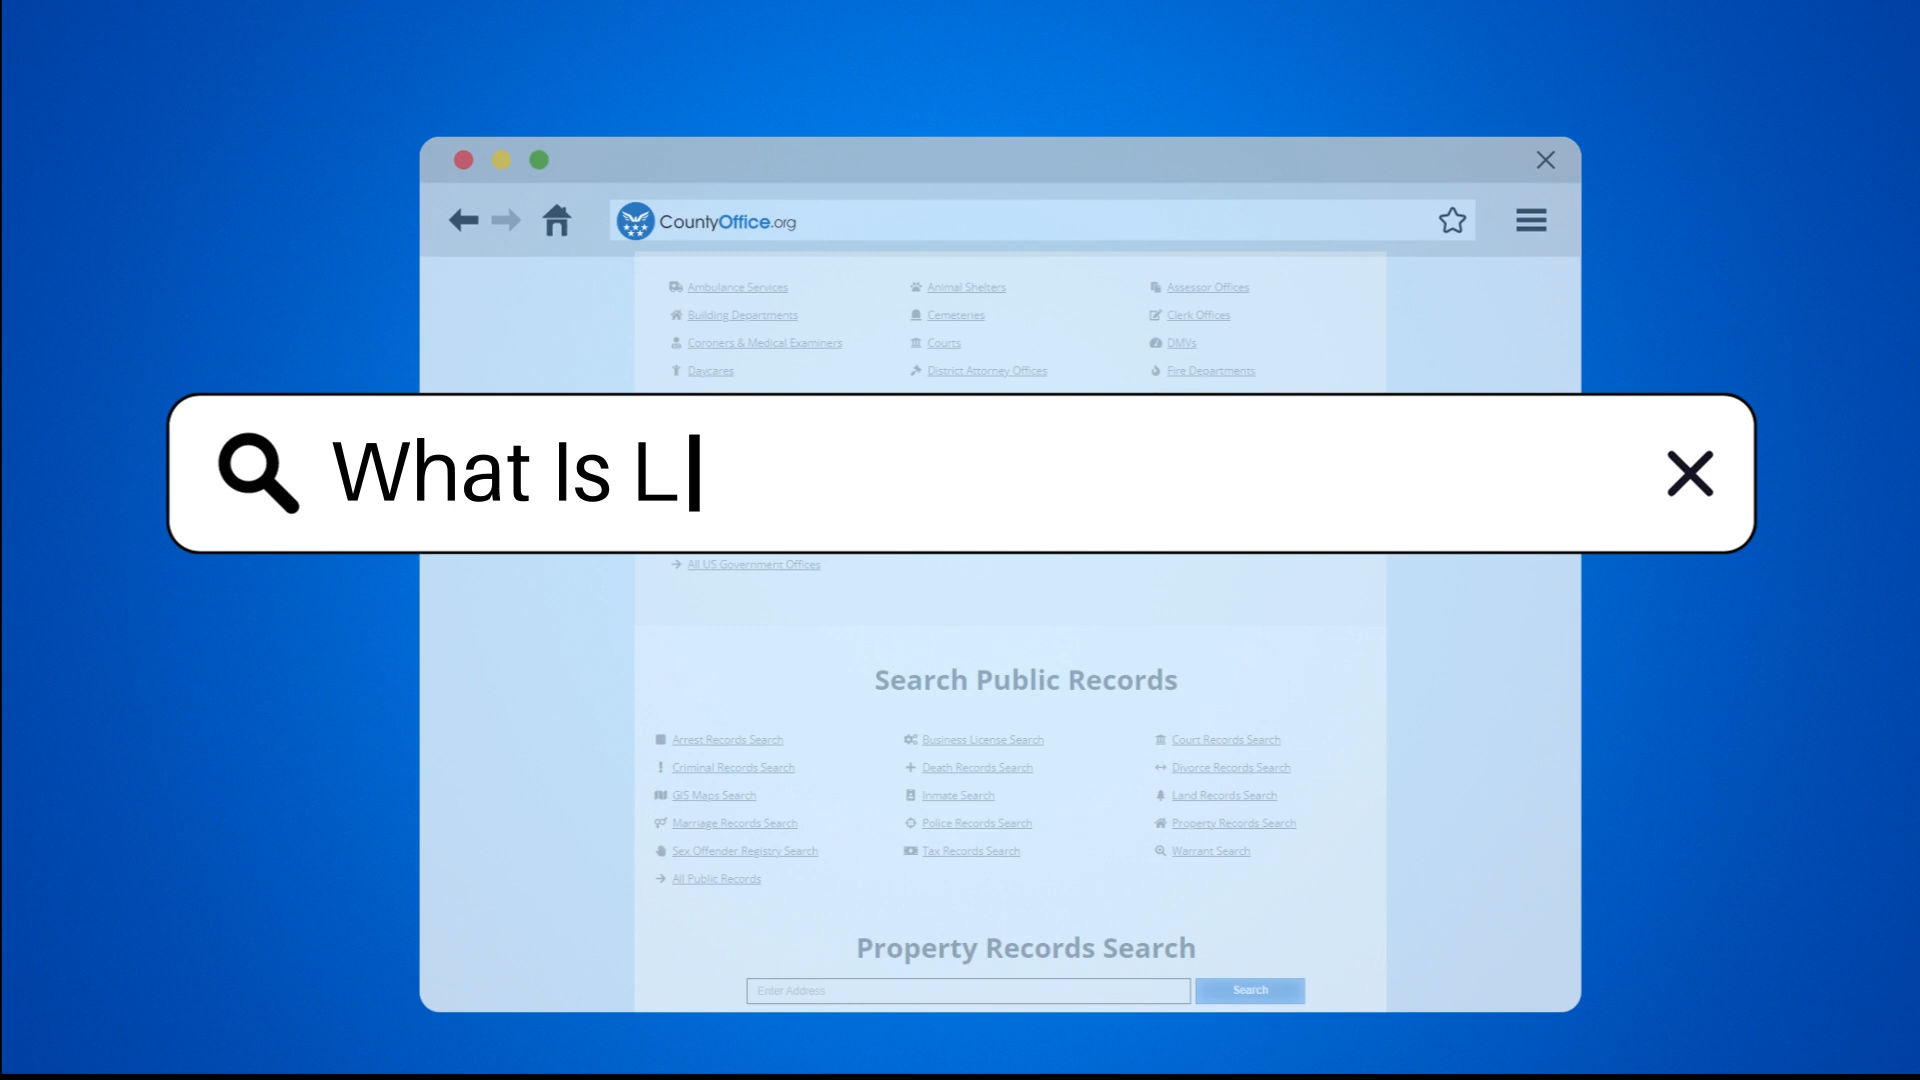 CountyOffice.org
Ambulance Services Animal Shelters Assessor Offices
Building Departments Cemeteries Clerk Offices
Coroners & Medical Examiners Courts DMVs
Daycares District Attorney Offices Fire Departments
What Is L
All US Government Offices
Search Public Records
Arrest Records Search Business License Search Court Records Search
Criminal Records Search Death Records Search Divorce Records Search
GIS Maps Search Inmate Search Land Records Search
Marriage Records Search Police Records Search Property Records Search
Sex Offender Registry Search Tax Records Search Warrant Search
All Public Records
Property Records Search
Enter Address Search